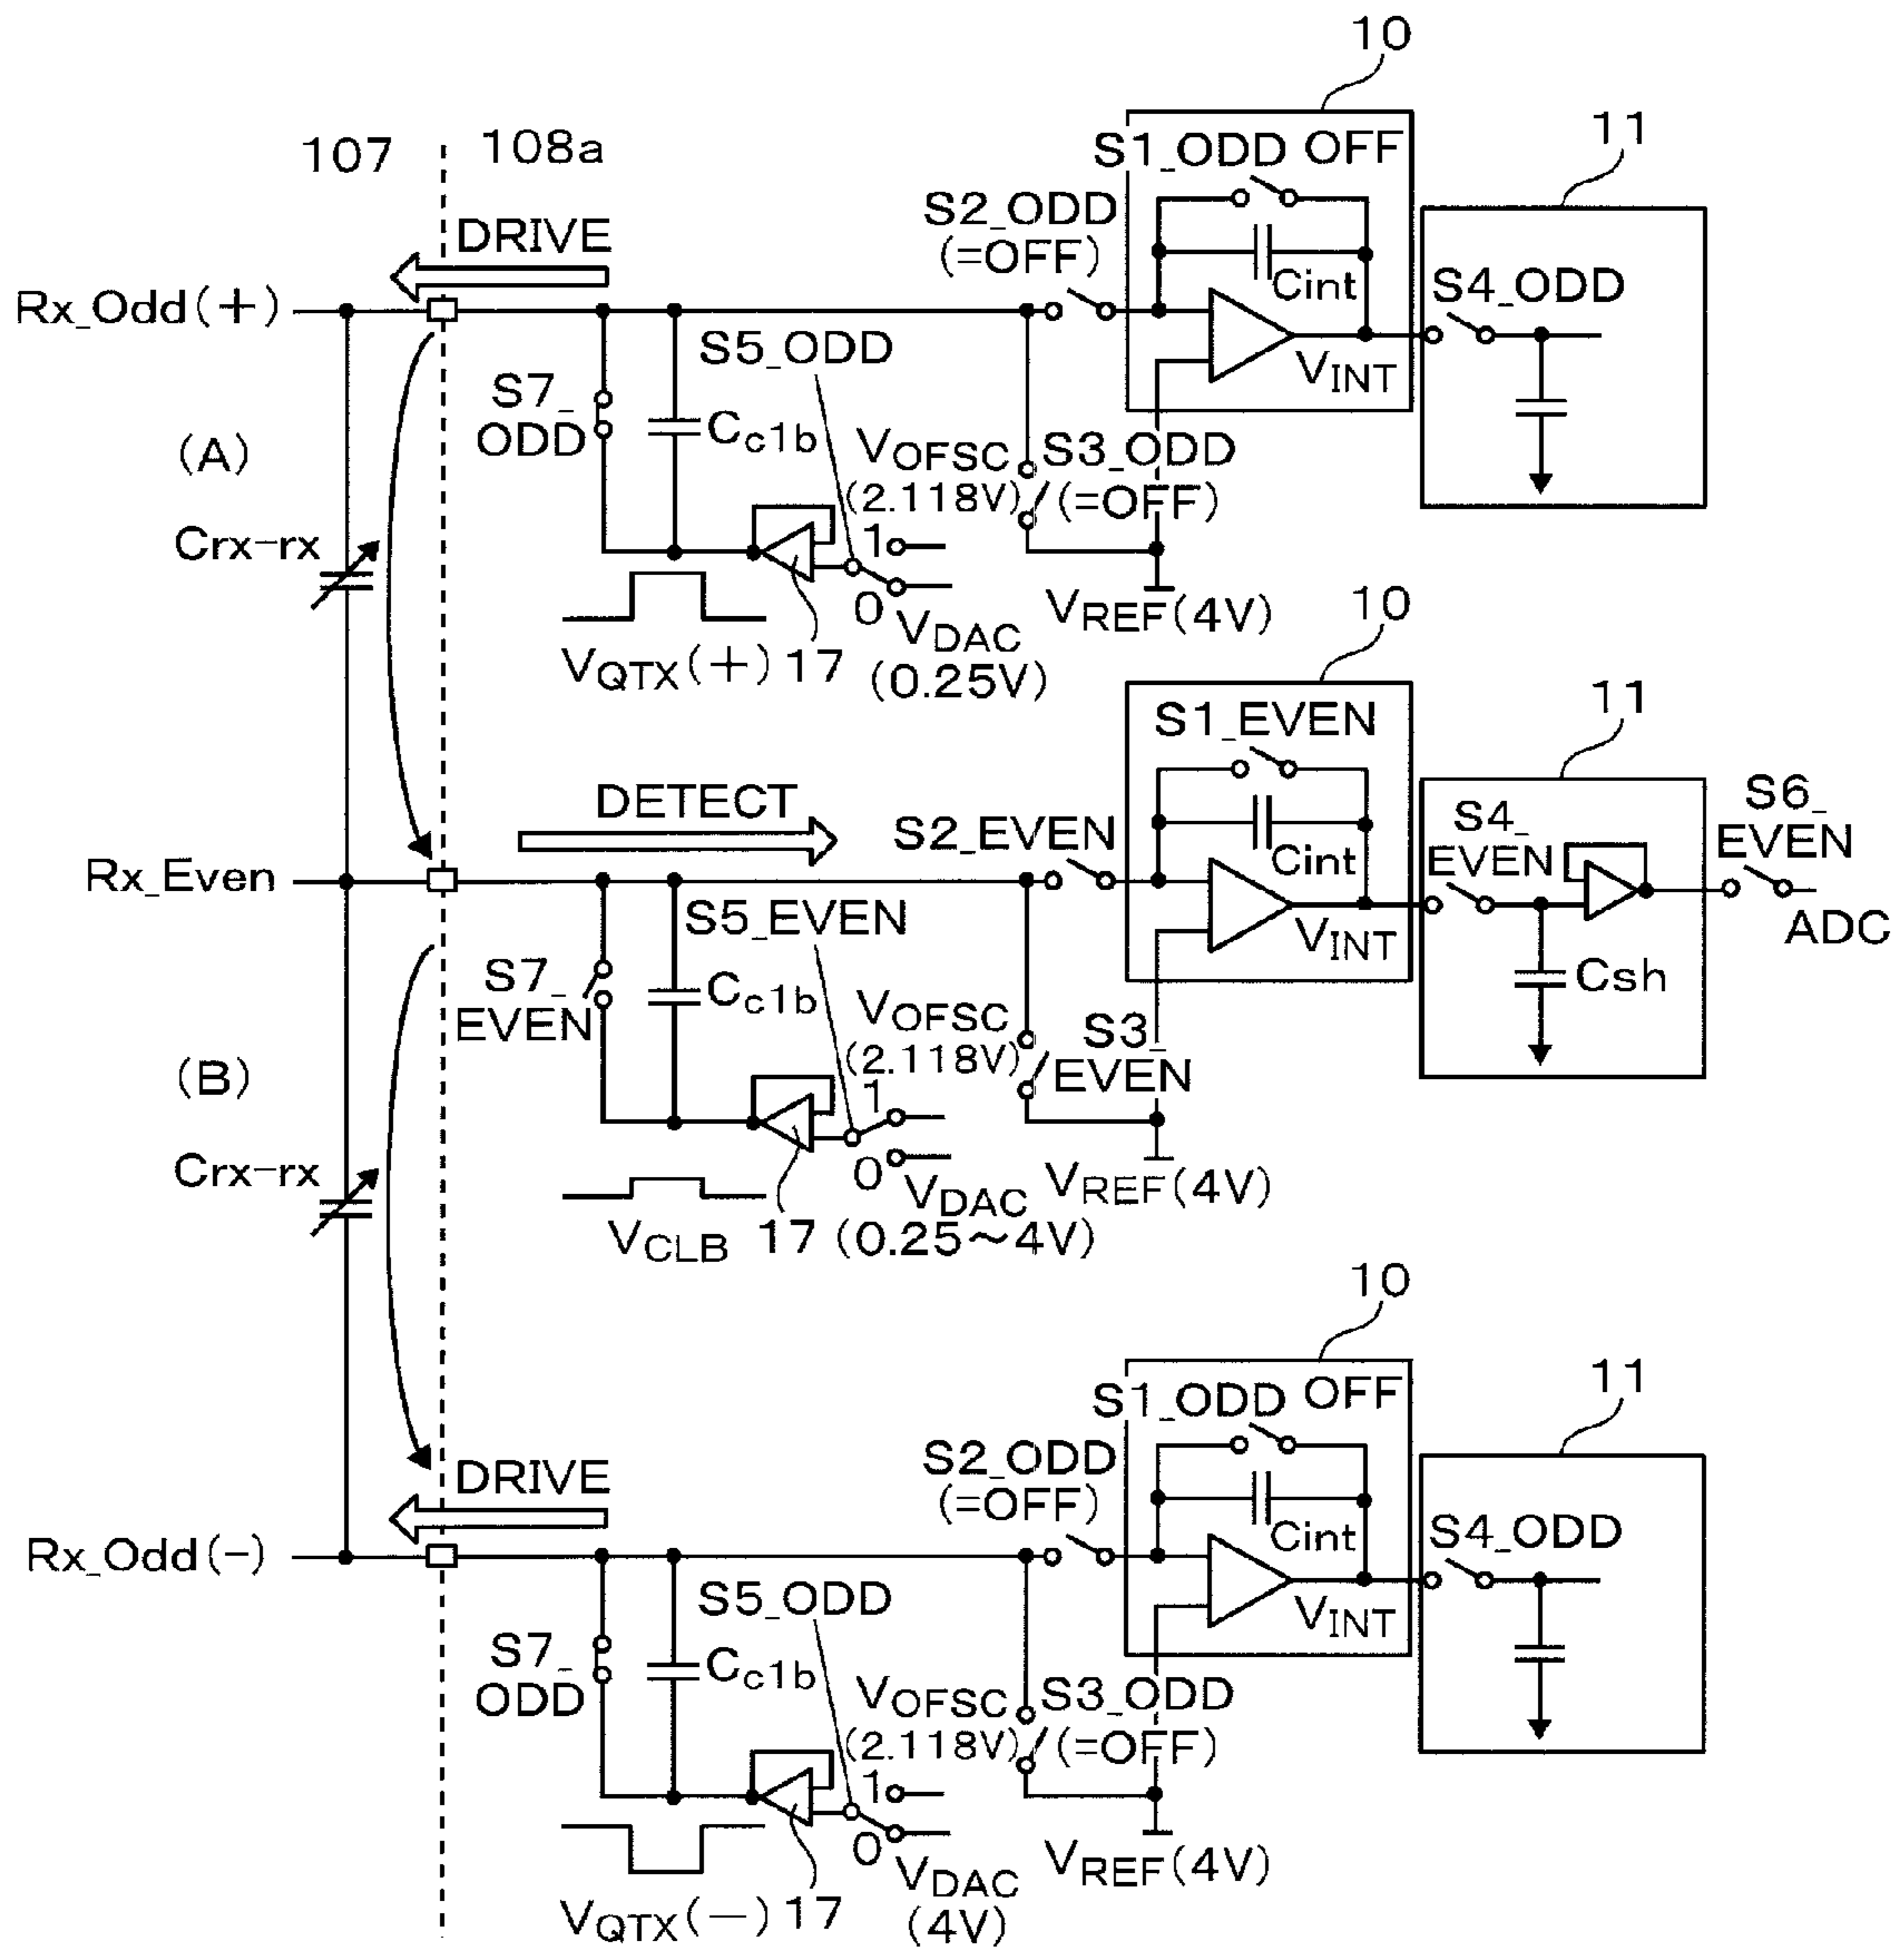 10
11
107
108a
S1_ODD OFF
S2_ODD
(=OFF)
DRIVE
Cint
S4_ODD
Rx_Odd(+)
S5_ODD
VINT
S7_
ODD
Cc1b
(A)
VOFSC
(2.118V)
S3_ODD
(=OFF)
Crx-rx
1
0
VDAC
(0.25V)
VREF(4V)
VQTX(+)
17
10
11
S1_EVEN
DETECT
S2_EVEN
Cint
S4_
EVEN
S6_
EVEN
Rx_Even
S5_EVEN
VINT
ADC
S7_
EVEN
Cc1b
Csh
VOFSC
(2.118V)
S3_
EVEN
(B)
1
Crx-rx
0
VDAC
(0.25~4V)
VREF(4V)
VCLB
17
10
11
S1_ODD OFF
S2_ODD
(=OFF)
DRIVE
Cint
S4_ODD
Rx_Odd(-)
S5_ODD
VINT
S7_
ODD
Cc1b
VOFSC
(2.118V)
S3_ODD
(=OFF)
1
0
VDAC
(4V)
VREF(4V)
VQTX(-)
17